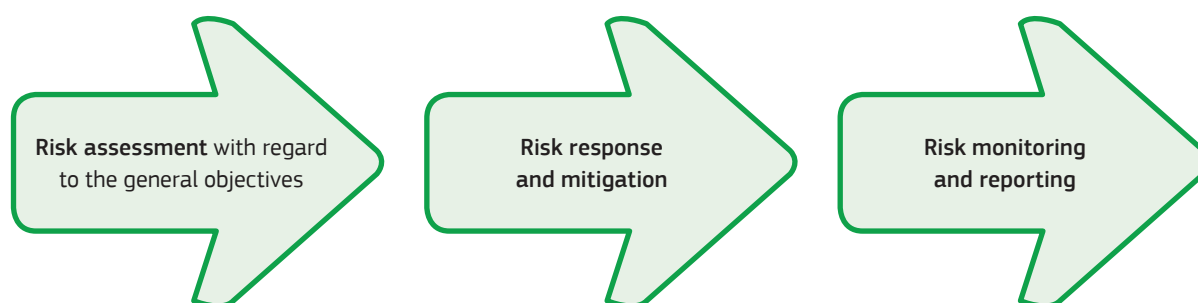 Risk assessment with regard
to the general objectives
Risk response
and mitigation
Risk monitoring
and reporting